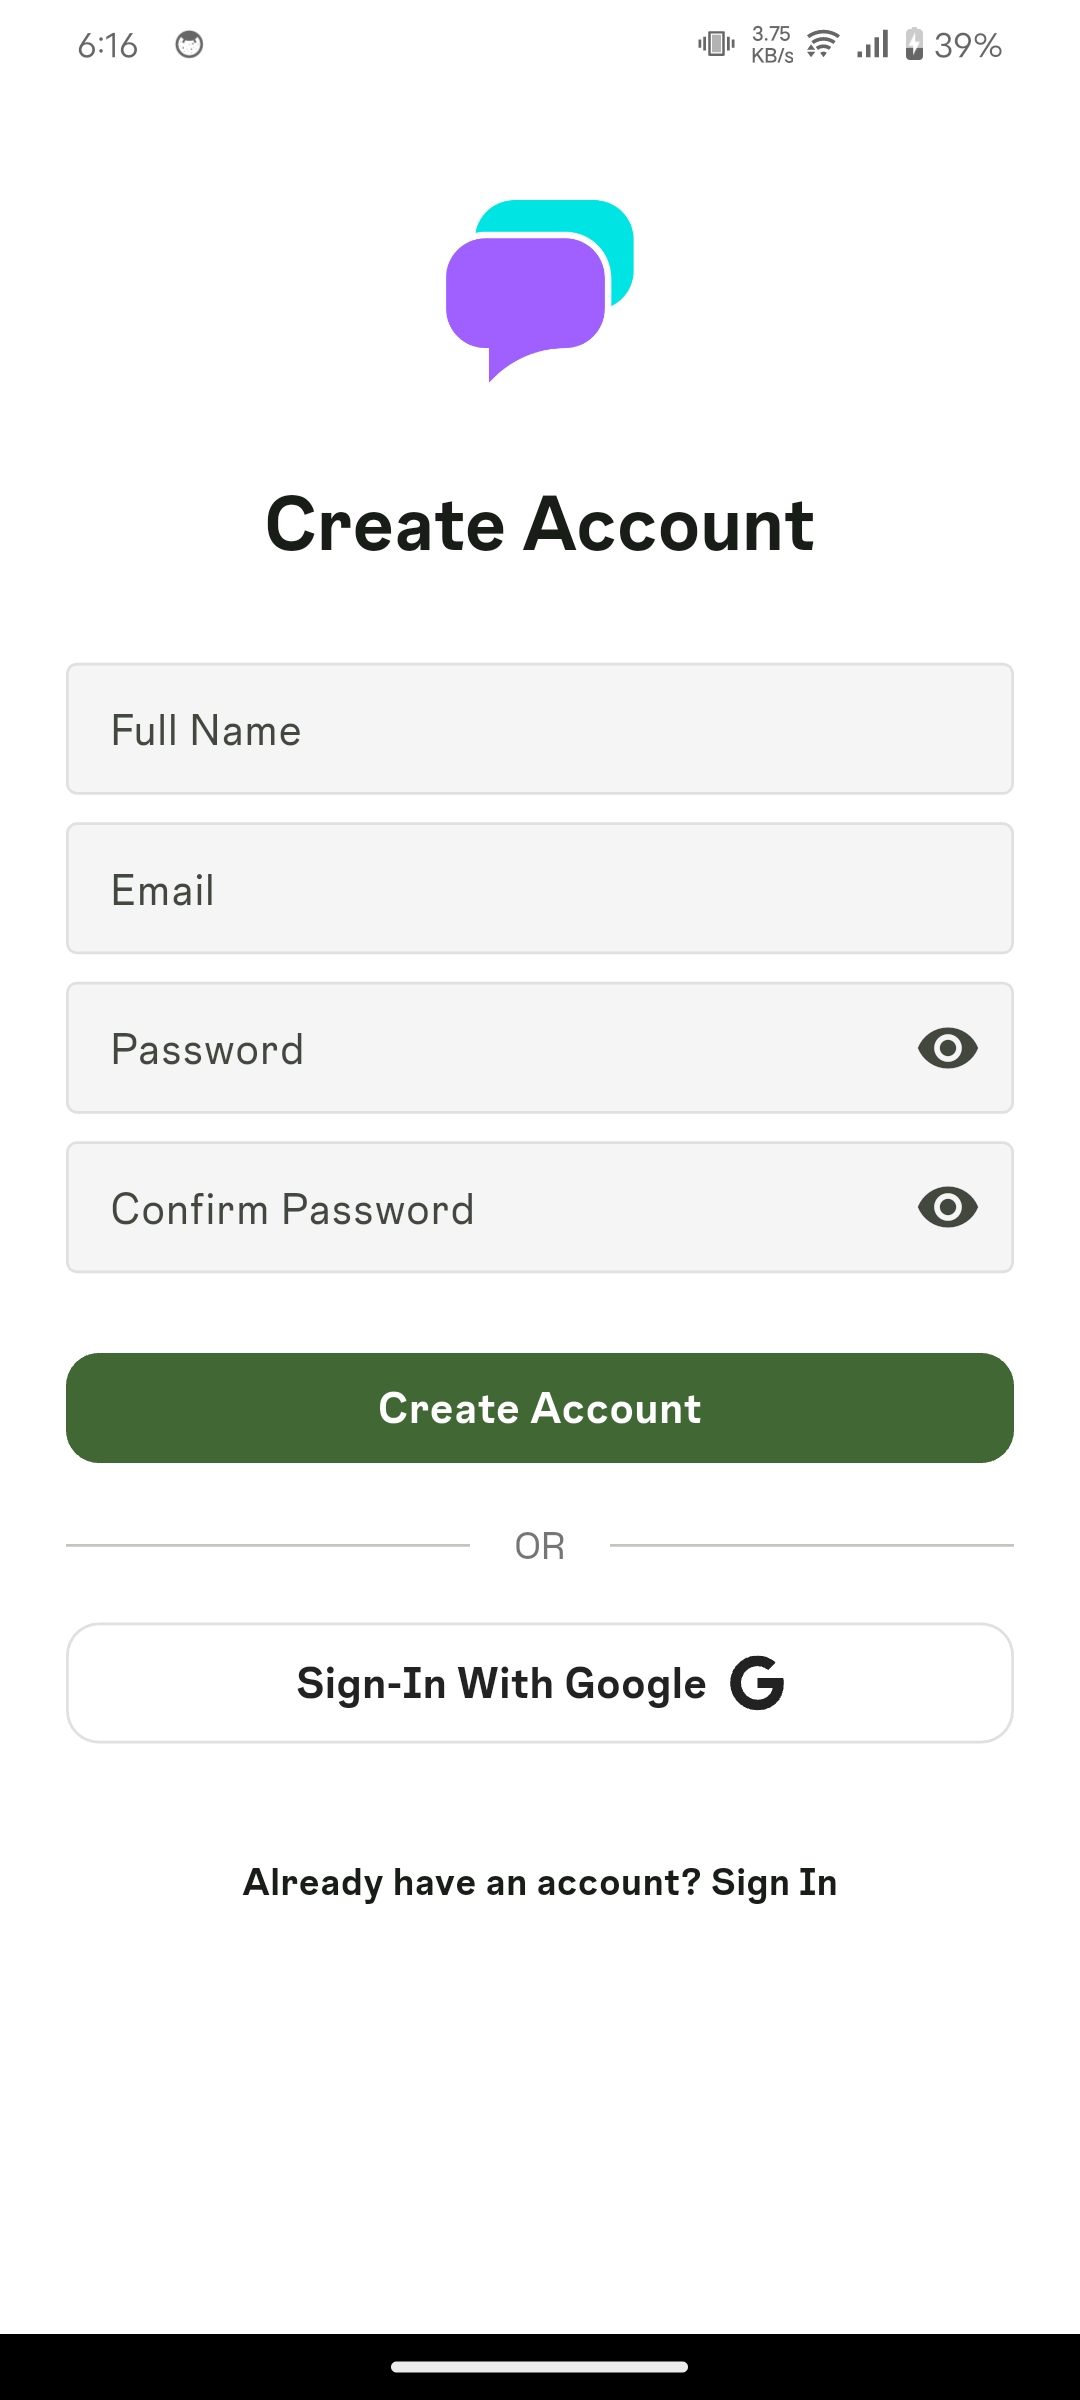 6:16
3.75
KB/s
39%
Create Account
Full Name
Email
Password
Confirm Password
Create Account
OR
Sign-In With Google
Already have an account? Sign In